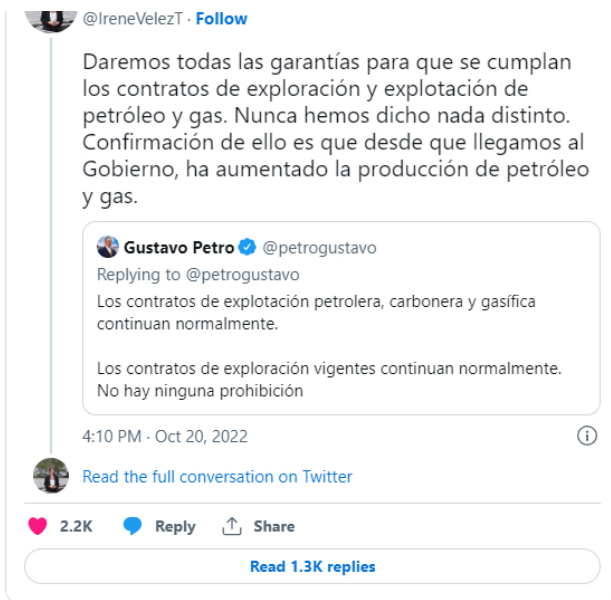 @IreneVelezT · Follow
Daremos todas las garantías para que se cumplan
los contratos de exploración y explotación de
petróleo y gas. Nunca hemos dicho nada distinto.
Confirmación de ello es que desde que llegamos al
Gobierno, ha aumentado la producción de petróleo
y gas.
Gustavo Petro @petrogustavo
Replying to @petrogustavo
Los contratos de explotación petrolera, carbonera y gasífica
continuan normalmente.
Los contratos de exploración vigentes continuan normalmente.
No hay ninguna prohibición
4:10 PM · Oct 20, 2022
Read the full conversation on Twitter
2.2K Reply Share
Read 1.3K replies